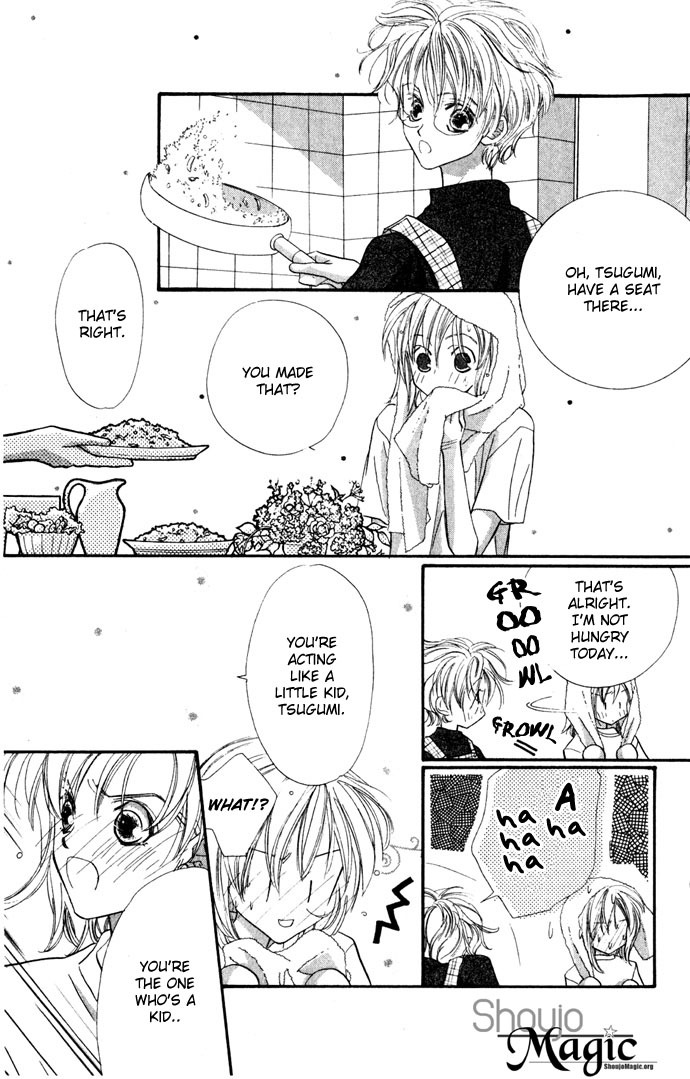 OH, TSUGUMI,
HAVE A SEAT
THERE...
YOU MADE
THAT?
THAT'S
RIGHT.
THAT'S
ALRIGHT.
I'M NOT
HUNGRY
TODAY...
GR
OO
OO
WL
GROWL
A
ha
ha ha
ha
YOU'RE
ACTING
LIKE A
LITTLE KID,
TSUGUMI.
WHAT!?
YOU'RE
THE ONE
WHO'S A
KID..
Shoujo
Magic
ShoujoMagic.org